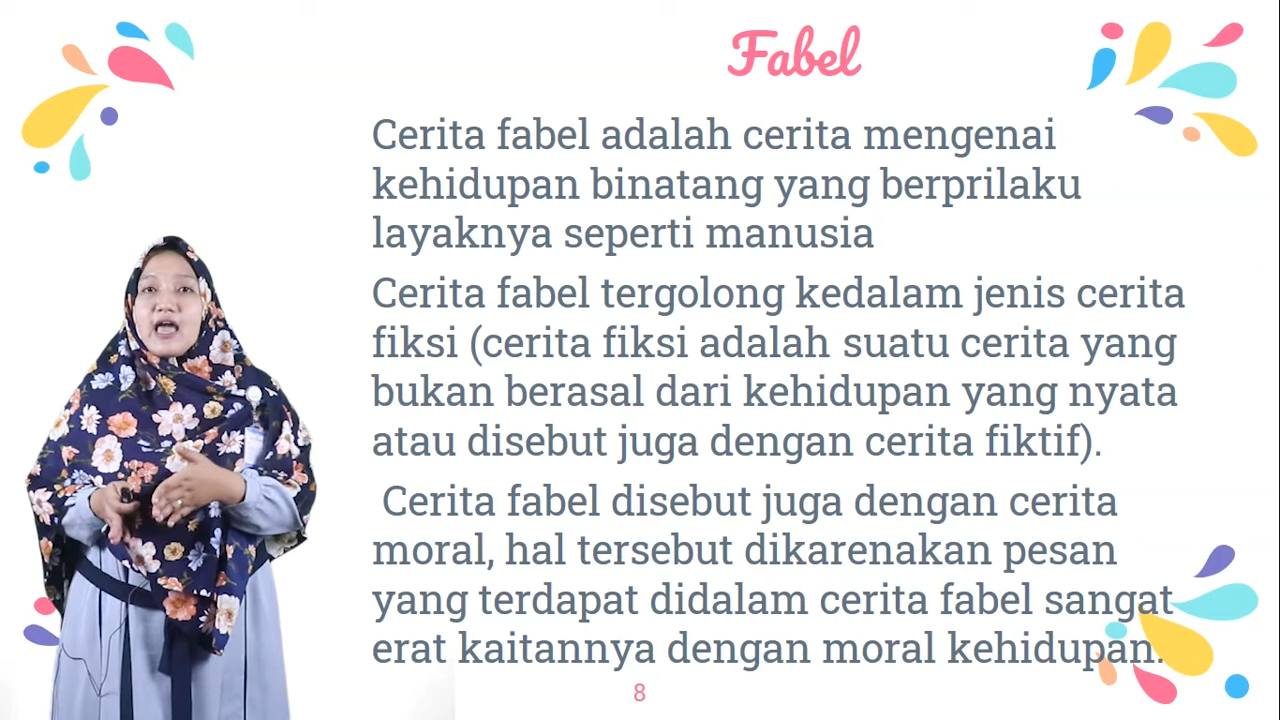 Fabel
Cerita fabel adalah cerita mengenai
kehidupan binatang yang berprilaku
layaknya seperti manusia
Cerita fabel tergolong kedalam jenis cerita
fiksi (cerita fiksi adalah suatu cerita yang
bukan berasal dari kehidupan yang nyata
atau disebut juga dengan cerita fiktif).
Cerita fabel disebut juga dengan cerita
moral, hal tersebut dikarenakan pesan
yang terdapat didalam cerita fabel sangat
erat kaitannya dengan moral kehidupan.
8